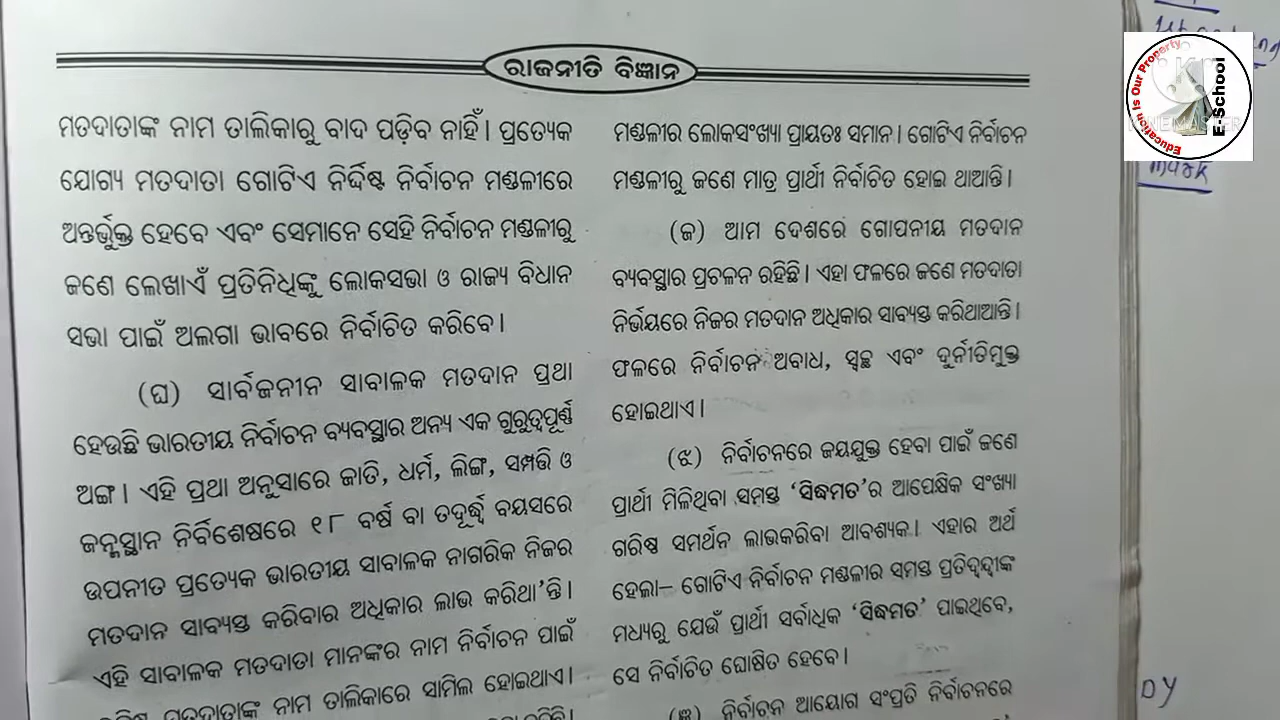 ରାଜନୀତି ବିଜ୍ଞାନ
ମତଦାତାଙ୍କ ନାମ ତାଲିକାରୁ ବାଦ ପଡ଼ିବ ନାହିଁ। ପ୍ରତ୍ୟେକ
ଯୋଗ୍ୟ ମତଦାତା ଗୋଟିଏ ନିର୍ଦ୍ଦିଷ୍ଟ ନିର୍ବାଚନ ମଣ୍ଡଳୀରେ
ଅନ୍ତର୍ଭୁକ୍ତ ହେବେ ଏବଂ ସେମାନେ ସେହି ନିର୍ବାଚନ ମଣ୍ଡଳୀରୁ
ଜଣେ ଲେଖାଏଁ ପ୍ରତିନିଧିଙ୍କୁ ଲୋକସଭା ଓ ରାଜ୍ୟ ବିଧାନ
ସଭା ପାଇଁ ଅଲଗା ଭାବରେ ନିର୍ବାଚିତ କରିବେ।
(ଘ) ସାର୍ବଜନୀନ ସାବାଳକ ମତଦାନ ପ୍ରଥା
ହେଉଛି ଭାରତୀୟ ନିର୍ବାଚନ ବ୍ୟବସ୍ଥାର ଅନ୍ୟ ଏକ ଗୁରୁତ୍ୱପୂର୍ଣ୍ଣ
ଅଙ୍ଗ। ଏହି ପ୍ରଥା ଅନୁସାରେ ଜାତି, ଧର୍ମ, ଲିଙ୍ଗ, ସମ୍ପତ୍ତି ଓ
ଜନ୍ମସ୍ଥାନ ନିର୍ବିଶେଷରେ ୧୮ ବର୍ଷ ବା ତଦୂର୍ଦ୍ଧ୍ୱ ବୟସରେ
ଉପନୀତ ପ୍ରତ୍ୟେକ ଭାରତୀୟ ସାବାଳକ ନାଗରିକ ନିଜର
ମତଦାନ ସାବ୍ୟସ୍ତ କରିବାର ଅଧିକାର ଲାଭ କରିଥା'ନ୍ତି।
ଏହି ସାବାଳକ ମତଦାତା ମାନଙ୍କର ନାମ ନିର୍ବାଚନ ପାଇଁ
ମତଦାତାଙ୍କ ନାମ ତାଲିକାରେ ସାମିଲ ହୋଇଥାଏ।
ମଣ୍ଡଳୀର ଲୋକସଂଖ୍ୟା ପ୍ରାୟତଃ ସମାନ। ଗୋଟିଏ ନିର୍ବାଚନ
ମଣ୍ଡଳୀରୁ ଜଣେ ମାତ୍ର ପ୍ରାର୍ଥୀ ନିର୍ବାଚିତ ହୋଇ ଥାଆନ୍ତି।
(ଜ) ଆମ ଦେଶରେ ଗୋପନୀୟ ମତଦାନ
ବ୍ୟବସ୍ଥାର ପ୍ରଚଳନ ରହିଛି। ଏହା ଫଳରେ ଜଣେ ମତଦାତା
ନିର୍ଭୟରେ ନିଜର ମତଦାନ ଅଧିକାର ସାବ୍ୟସ୍ତ କରିଥାଆନ୍ତି।
ଫଳରେ ନିର୍ବାଚନ ଅବାଧ, ସ୍ୱଚ୍ଛ ଏବଂ ଦୁର୍ନୀତିମୁକ୍ତ
ହୋଇଥାଏ।
(ଝ) ନିର୍ବାଚନରେ ଜୟଯୁକ୍ତ ହେବା ପାଇଁ ଜଣେ
ପ୍ରାର୍ଥୀ ମିଳିଥିବା ସମସ୍ତ ‘ସିଦ୍ଧମତ’ର ଆପେକ୍ଷିକ ସଂଖ୍ୟା
ଗରିଷ୍ଠ ସମର୍ଥନ ଲାଭକରିବା ଆବଶ୍ୟକ। ଏହାର ଅର୍ଥ
ହେଲା– ଗୋଟିଏ ନିର୍ବାଚନ ମଣ୍ଡଳୀର ସମସ୍ତ ପ୍ରତିଦ୍ୱନ୍ଦ୍ୱୀଙ୍କ
ମଧ୍ୟରୁ ଯେଉଁ ପ୍ରାର୍ଥୀ ସର୍ବାଧିକ ‘ସିଦ୍ଧମତ’ ପାଇଥିବେ,
ସେ ନିର୍ବାଚିତ ଘୋଷିତ ହେବେ।
(ଞ) ନିର୍ବାଚନ ଆୟୋଗ ସଂପ୍ରତି ନିର୍ବାଚନରେ
Education Is Our Property
E-School
mark
DY